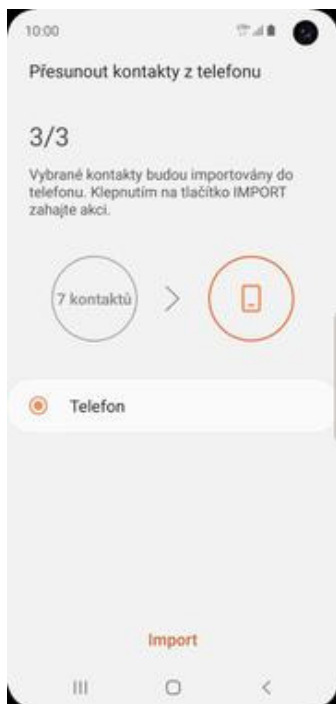 10:00
Přesunout kontakty z telefonu
3/3
Vybrané kontakty budou importovány do
telefonu. Klepnutím na tlačítko IMPORT
zahajte akci.
7 kontaktů
Telefon
Import